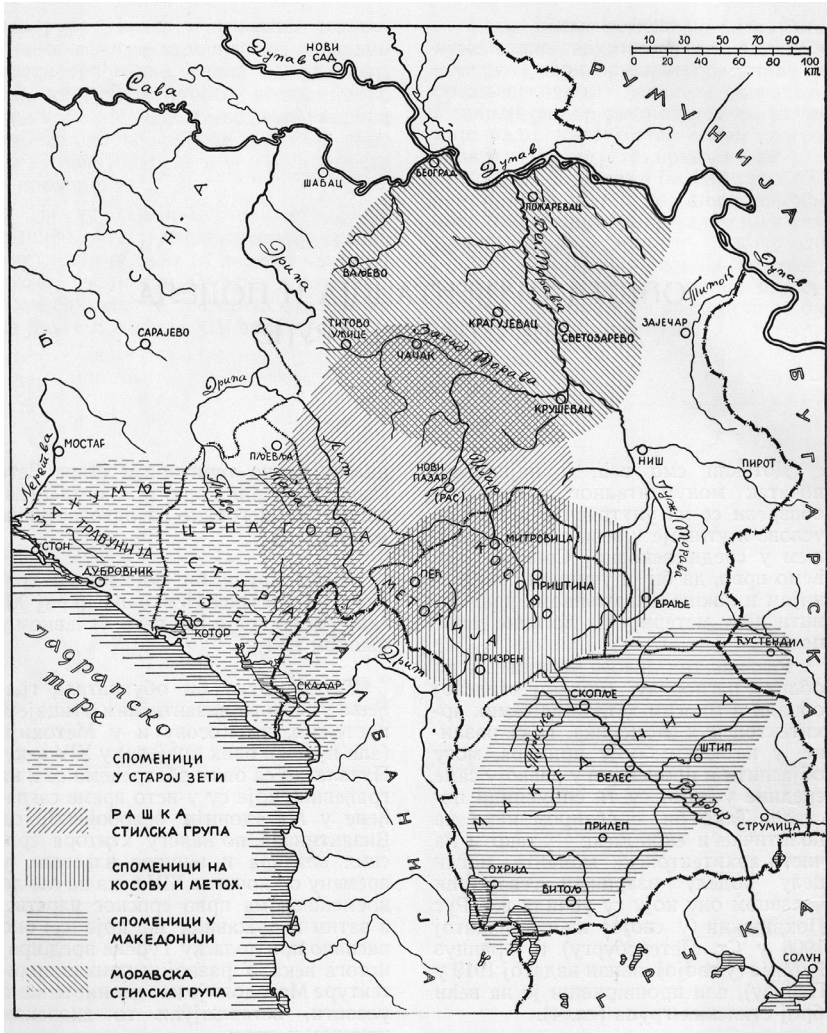 0 20 40 60 80 100
10 30 50 70 90 КМ.
НОВИ
САД
Дунав
РУМУНИЈА
Сава
БОСНА
ШАБАЦ
БЕОГРАД
Дунав
ПОЖАРЕВАЦ
Вел. Морава
Дрина
ВАЉЕВО
Дунав
Тимок
ТИТОВО
УЖИЦЕ
КРАГУЈЕВАЦ
САРАЈЕВО
ЧАЧАК
Запад. Морава
СВЕТОЗАРЕВО
ЗАЈЕЧАР
БУГАРСКА
Дрина
КРУШЕВАЦ
МОСТАР
Неретва
ПЉЕВЉА
Лим
Ибар
НИШ
ПИРОТ
Пива
Тара
НОВИ
ПАЗАР
(РАС)
Јуж. Морава
ЗАХУМЉЕ
ЦРНА ГОРА
ТРАВУНИЈА
СТОН
МИТРОВИЦА
КОСОВО
ДУБРОВНИК
СТАРА
ЗЕТА
ПЕЋ
ПРИШТИНА
МЕТОХИЈА
ВРАЊЕ
КОТОР
Јадранско
море
Дрим
ПРИЗРЕН
ЋУСТЕНДИЛ
СКАДАР
АЛБАНИЈА
СКОПЉЕ
Треска
МАКЕДОНИЈА
ШТИП
ВЕЛЕС
Вардар
СПОМЕНИЦИ
У СТАРОЈ ЗЕТИ
РАШКА
СТИЛСКА ГРУПА
ПРИЛЕП
СТРУМИЦА
СПОМЕНИЦИ НА
КОСОВУ И МЕТОХ.
ОХРИД
БИТОЉ
СПОМЕНИЦИ У
МАКЕДОНИЈИ
ГРЧКА
МОРАВСКА
СТИЛСКА ГРУПА
СОЛУН